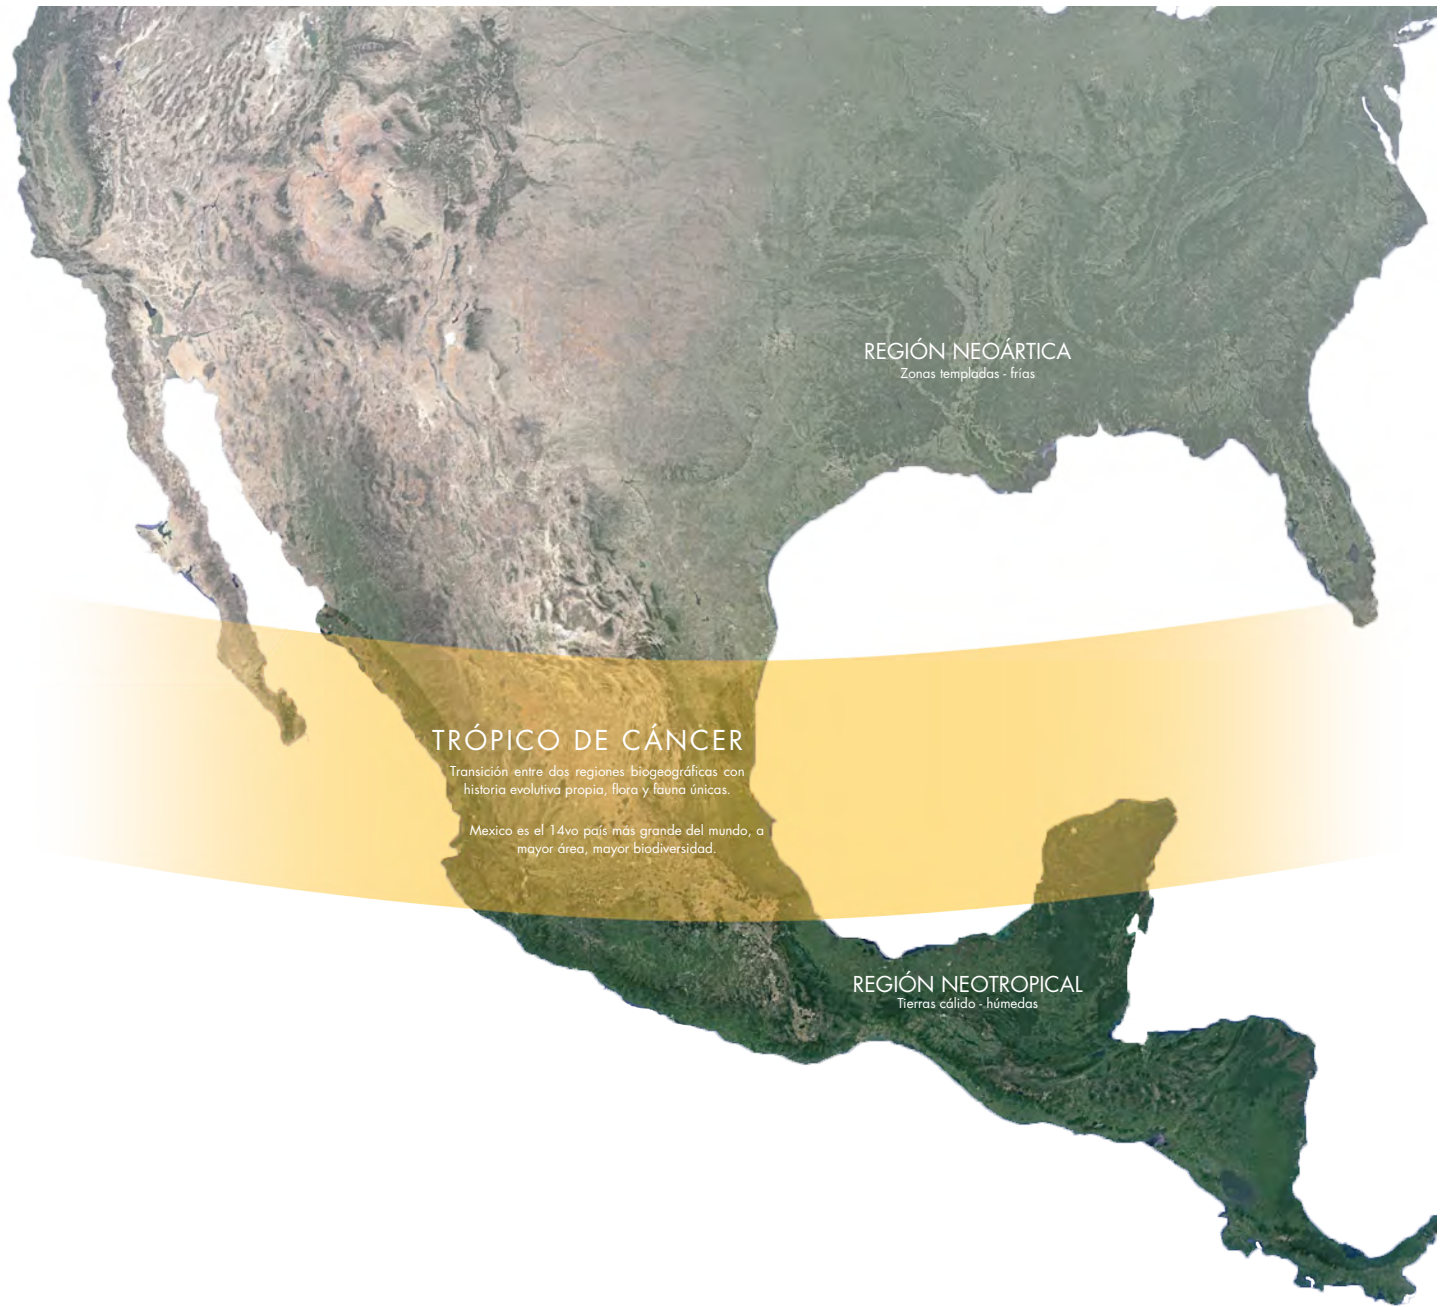 REGIÓN NEOÁRTICA
Zonas templadas - frías
TRÓPICO DE CÁNCER
Transición entre dos regiones biogeográficas con
historia evolutiva propia, flora y fauna únicas.
Mexico es el 14vo país más grande del mundo, a
mayor área, mayor biodiversidad.
REGIÓN NEOTROPICAL
Tierras cálido - húmedas